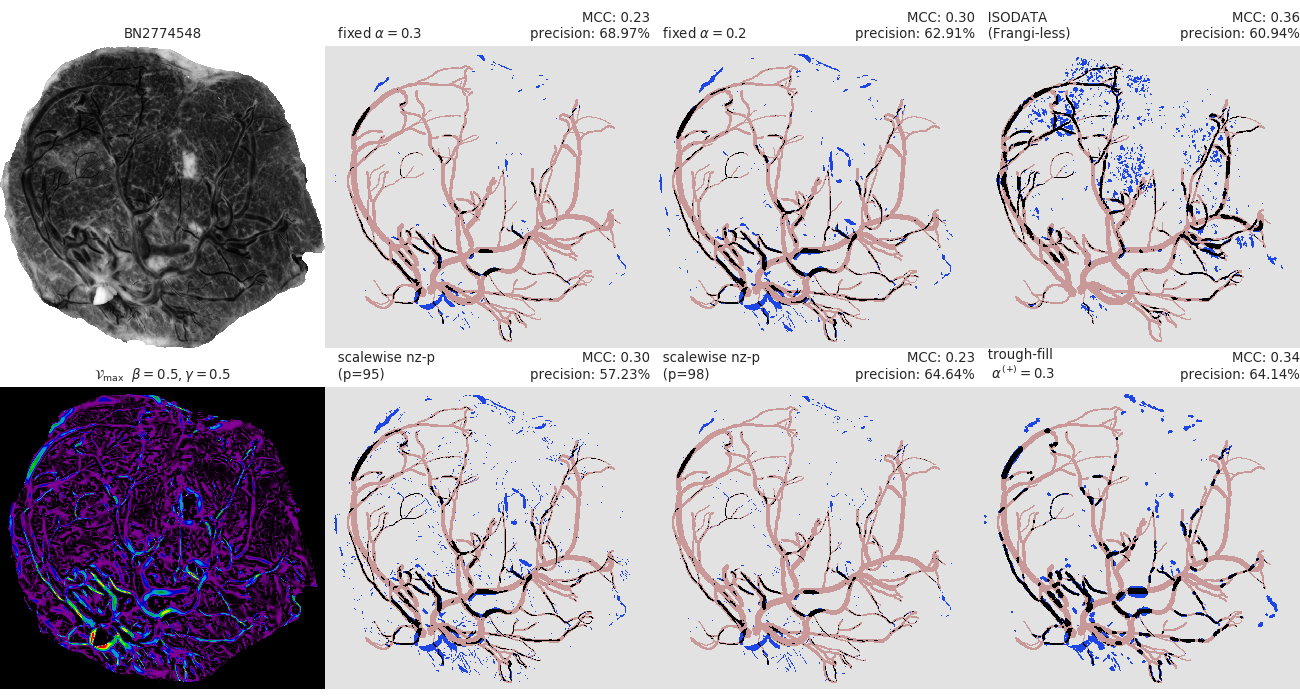 BN2774548
fixed α = 0.3
MCC: 0.23
precision: 68.97%
fixed α = 0.2
MCC: 0.30
precision: 62.91%
ISODATA
(Frangi-less)
MCC: 0.36
precision: 60.94%
𝒱max β = 0.5, γ = 0.5
scalewise nz-p
(p=95)
MCC: 0.30
precision: 57.23%
scalewise nz-p
(p=98)
MCC: 0.23
precision: 64.64%
trough-fill
α(+) = 0.3
MCC: 0.34
precision: 64.14%